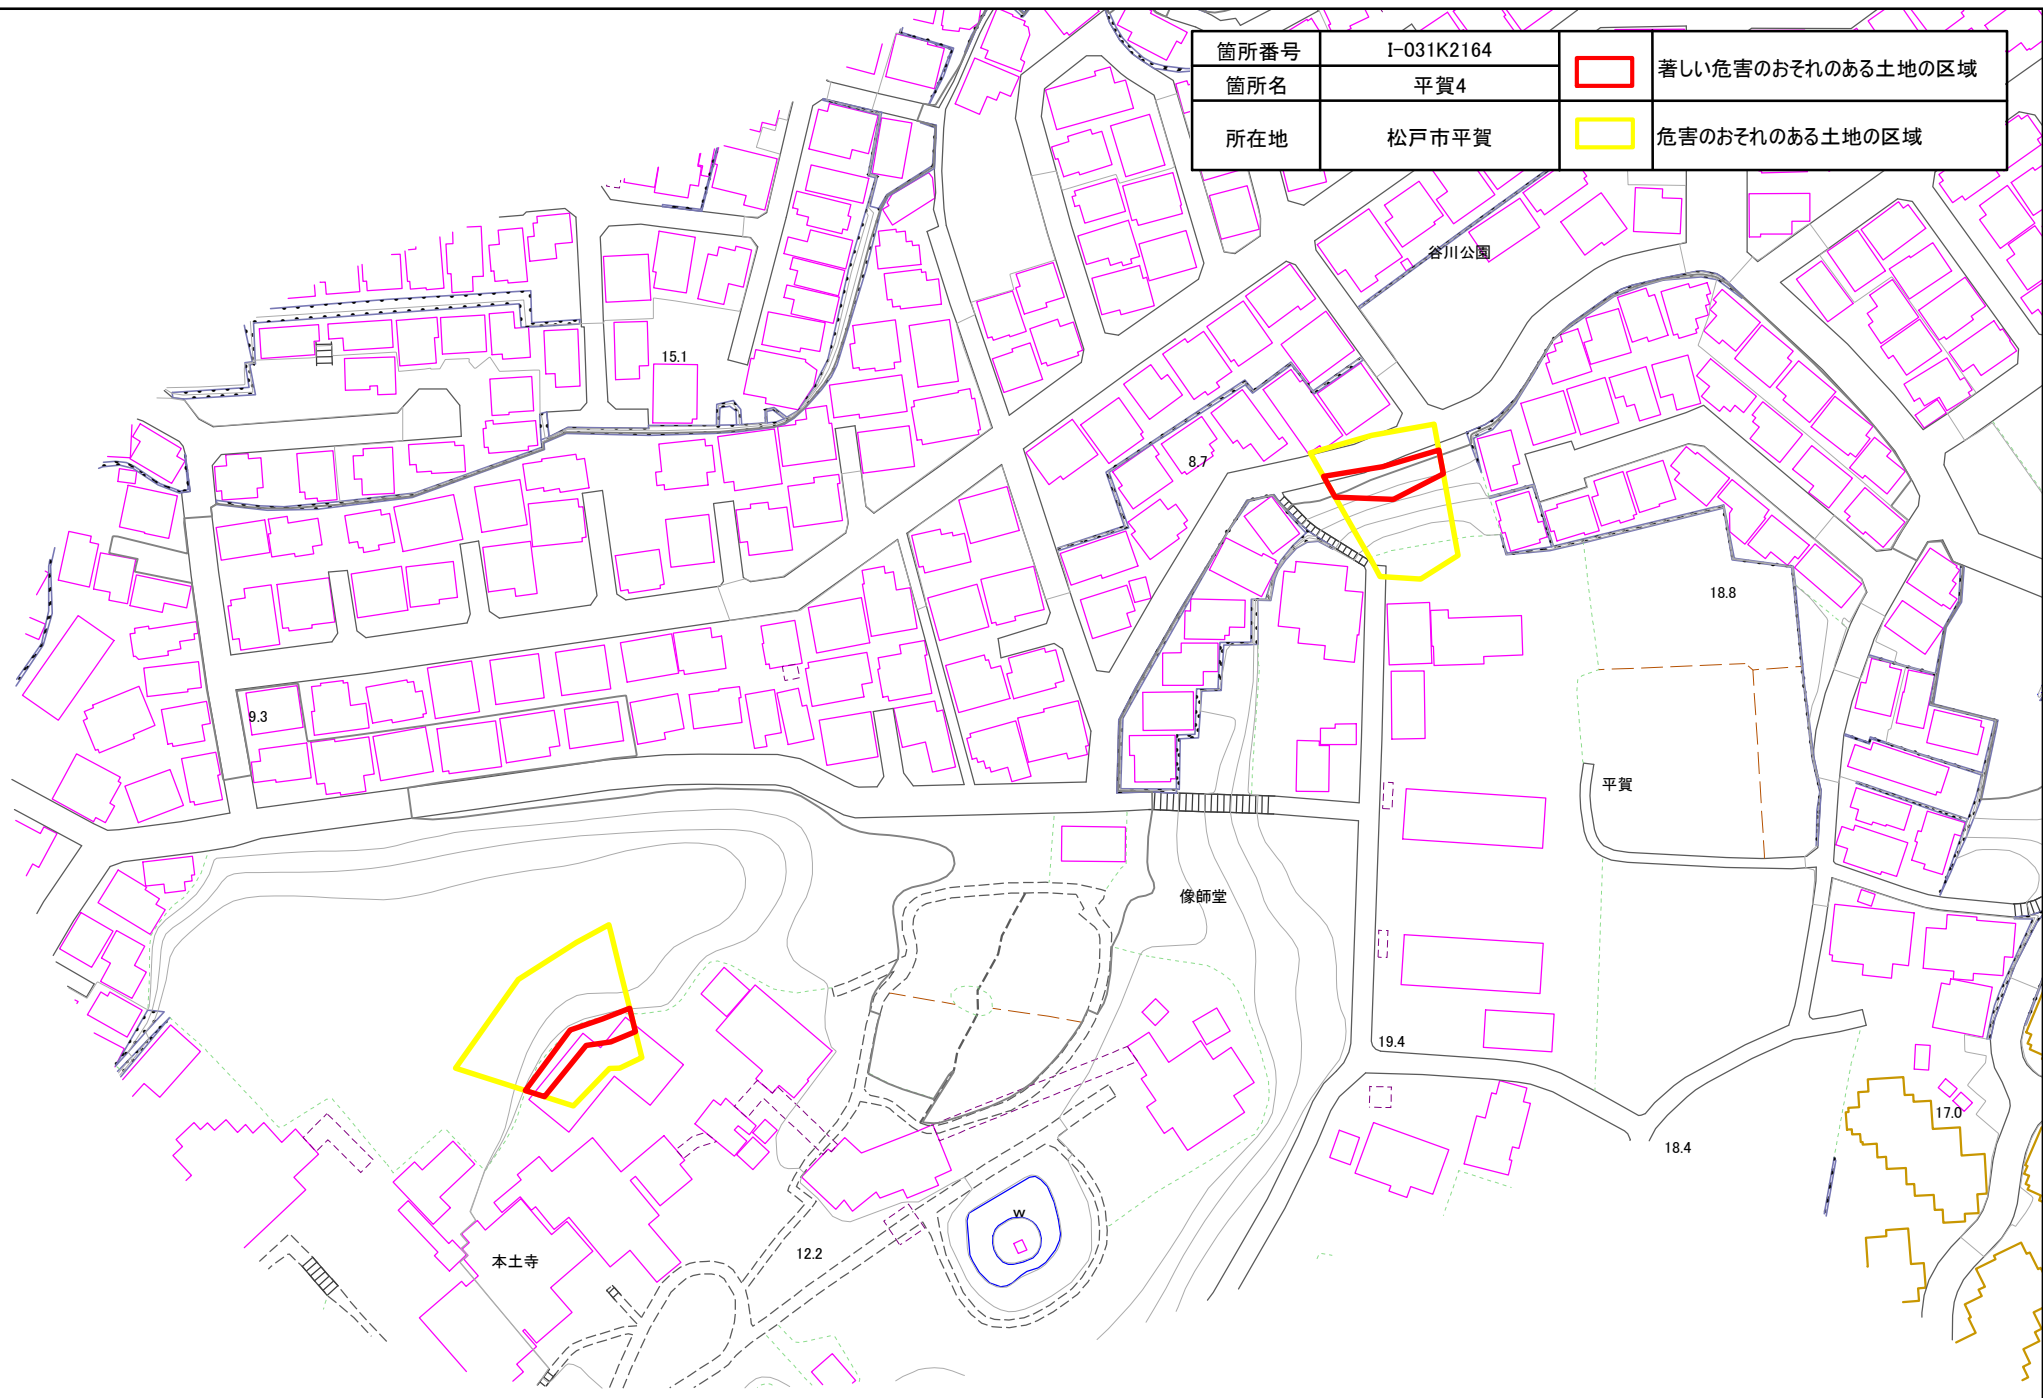 箇所番号 I-031K2164 著しい危害のおそれのある土地の区域
箇所名 平賀4
所在地 松戸市平賀 危害のおそれのある土地の区域
谷川公園
15.1
8.7
18.8
9.3
平賀
像師堂
19.4
17.0
18.4
W
12.2
本土寺